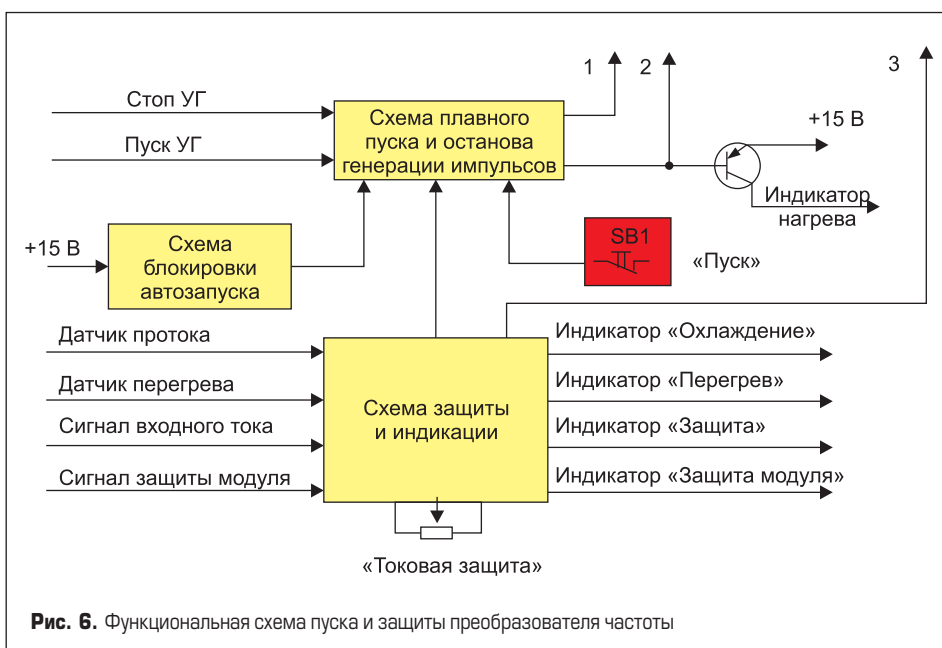 1
2
3
Стоп УГ
Пуск УГ
Схема плавного
пуска и останова
генерации импульсов
+15 В
Индикатор
нагрева
+15 В
Схема
блокировки
автозапуска
SB1
«Пуск»
Датчик протока
Датчик перегрева
Сигнал входного тока
Сигнал защиты модуля
Схема защиты
и индикации
Индикатор «Охлаждение»
Индикатор «Перегрев»
Индикатор «Защита»
Индикатор «Защита модуля»
«Токовая защита»
Рис. 6. Функциональная схема пуска и защиты преобразователя частоты